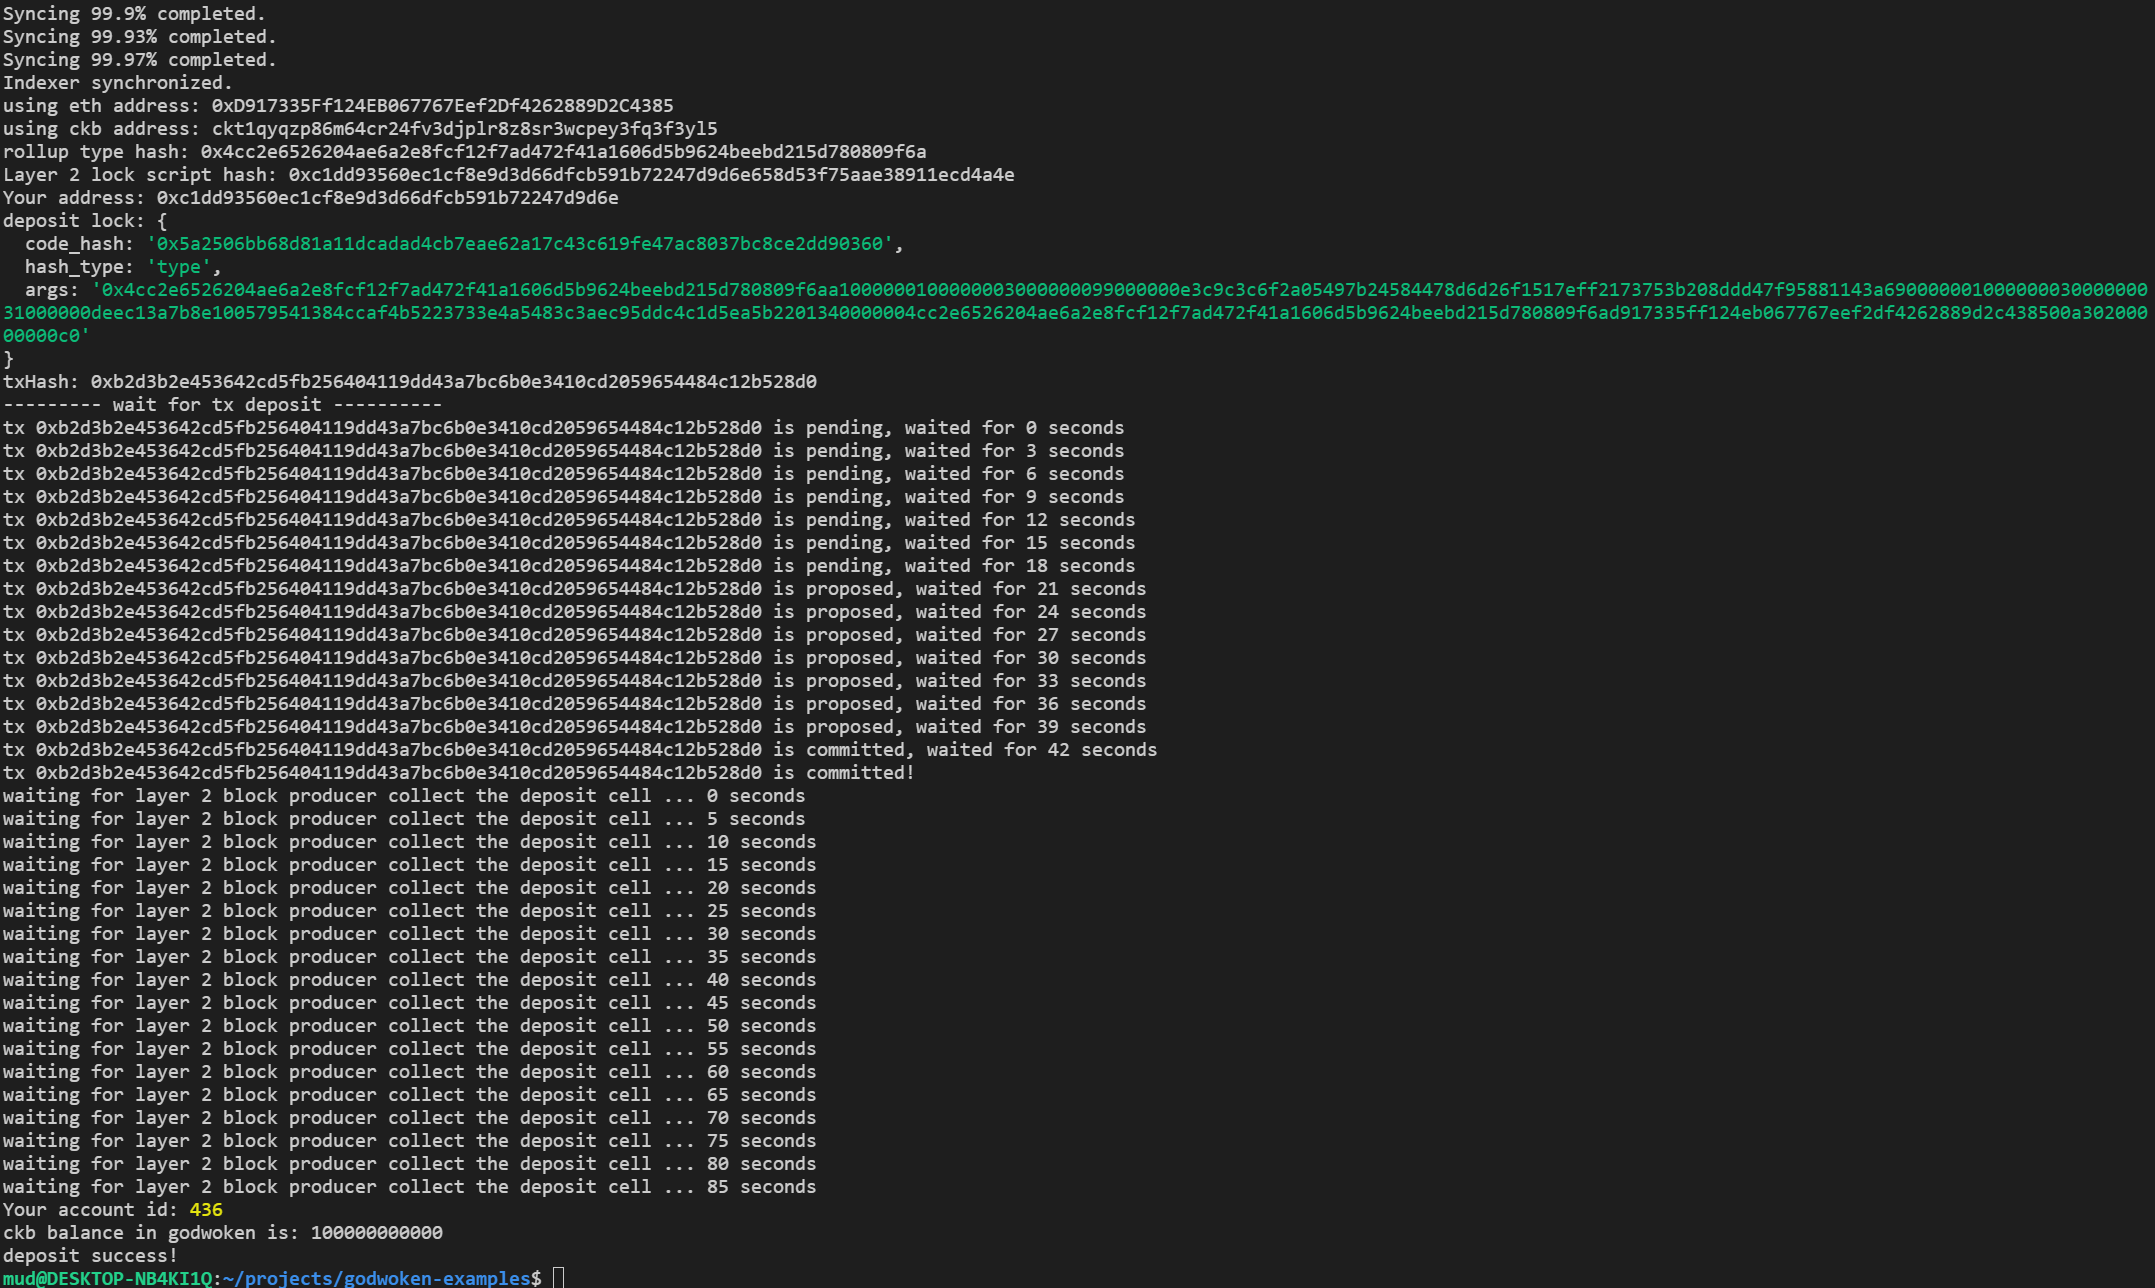 Syncing 99.9% completed.
Syncing 99.93% completed.
Syncing 99.97% completed.
Indexer synchronized.
using eth address: 0xD917335Ff124EB067767Eef2Df4262889D2C4385
using ckb address: ckt1qyqzp86m64cr24fv3djplr8z8sr3wcpey3fq3f3yl5
rollup type hash: 0x4cc2e6526204ae6a2e8fcf12f7ad472f41a1606d5b9624beebd215d780809f6a
Layer 2 lock script hash: 0xc1dd93560ec1cf8e9d3d66dfcb591b72247d9d6e658d53f75aae38911ecd4a4e
Your address: 0xc1dd93560ec1cf8e9d3d66dfcb591b72247d9d6e
deposit lock: {
  code_hash: '0x5a2506bb68d81a11dcadad4cb7eae62a17c43c619fe47ac8037bc8ce2dd90360',
  hash_type: 'type',
  args: '0x4cc2e6526204ae6a2e8fcf12f7ad472f41a1606d5b9624beebd215d780809f6aa10000001000000030000000099000000e3c9c3c6f2a05497b24584478d6d26f1517eff2173753b208ddd47f95881143a690000000100000003000000
31000000deec13a7b8e100579541384ccaf4b5223733e4a5483c3aec95ddc4c1d5ea5b2201340000004cc2e6526204ae6a2e8fcf12f7ad472f41a1606d5b9624beebd215d780809f6ad917335ff124eb067767eef2df4262889d2c438500a302000
00000c0'
}
txHash: 0xb2d3b2e453642cd5fb256404119dd43a7bc6b0e3410cd2059654484c12b528d0
--------- wait for tx deposit ----------
tx 0xb2d3b2e453642cd5fb256404119dd43a7bc6b0e3410cd2059654484c12b528d0 is pending, waited for 0 seconds
tx 0xb2d3b2e453642cd5fb256404119dd43a7bc6b0e3410cd2059654484c12b528d0 is pending, waited for 3 seconds
tx 0xb2d3b2e453642cd5fb256404119dd43a7bc6b0e3410cd2059654484c12b528d0 is pending, waited for 6 seconds
tx 0xb2d3b2e453642cd5fb256404119dd43a7bc6b0e3410cd2059654484c12b528d0 is pending, waited for 9 seconds
tx 0xb2d3b2e453642cd5fb256404119dd43a7bc6b0e3410cd2059654484c12b528d0 is pending, waited for 12 seconds
tx 0xb2d3b2e453642cd5fb256404119dd43a7bc6b0e3410cd2059654484c12b528d0 is pending, waited for 15 seconds
tx 0xb2d3b2e453642cd5fb256404119dd43a7bc6b0e3410cd2059654484c12b528d0 is pending, waited for 18 seconds
tx 0xb2d3b2e453642cd5fb256404119dd43a7bc6b0e3410cd2059654484c12b528d0 is proposed, waited for 21 seconds
tx 0xb2d3b2e453642cd5fb256404119dd43a7bc6b0e3410cd2059654484c12b528d0 is proposed, waited for 24 seconds
tx 0xb2d3b2e453642cd5fb256404119dd43a7bc6b0e3410cd2059654484c12b528d0 is proposed, waited for 27 seconds
tx 0xb2d3b2e453642cd5fb256404119dd43a7bc6b0e3410cd2059654484c12b528d0 is proposed, waited for 30 seconds
tx 0xb2d3b2e453642cd5fb256404119dd43a7bc6b0e3410cd2059654484c12b528d0 is proposed, waited for 33 seconds
tx 0xb2d3b2e453642cd5fb256404119dd43a7bc6b0e3410cd2059654484c12b528d0 is proposed, waited for 36 seconds
tx 0xb2d3b2e453642cd5fb256404119dd43a7bc6b0e3410cd2059654484c12b528d0 is proposed, waited for 39 seconds
tx 0xb2d3b2e453642cd5fb256404119dd43a7bc6b0e3410cd2059654484c12b528d0 is committed, waited for 42 seconds
tx 0xb2d3b2e453642cd5fb256404119dd43a7bc6b0e3410cd2059654484c12b528d0 is committed!
waiting for layer 2 block producer collect the deposit cell ... 0 seconds
waiting for layer 2 block producer collect the deposit cell ... 5 seconds
waiting for layer 2 block producer collect the deposit cell ... 10 seconds
waiting for layer 2 block producer collect the deposit cell ... 15 seconds
waiting for layer 2 block producer collect the deposit cell ... 20 seconds
waiting for layer 2 block producer collect the deposit cell ... 25 seconds
waiting for layer 2 block producer collect the deposit cell ... 30 seconds
waiting for layer 2 block producer collect the deposit cell ... 35 seconds
waiting for layer 2 block producer collect the deposit cell ... 40 seconds
waiting for layer 2 block producer collect the deposit cell ... 45 seconds
waiting for layer 2 block producer collect the deposit cell ... 50 seconds
waiting for layer 2 block producer collect the deposit cell ... 55 seconds
waiting for layer 2 block producer collect the deposit cell ... 60 seconds
waiting for layer 2 block producer collect the deposit cell ... 65 seconds
waiting for layer 2 block producer collect the deposit cell ... 70 seconds
waiting for layer 2 block producer collect the deposit cell ... 75 seconds
waiting for layer 2 block producer collect the deposit cell ... 80 seconds
waiting for layer 2 block producer collect the deposit cell ... 85 seconds
Your account id: 436
ckb balance in godwoken is: 100000000000
deposit success!
mud@DESKTOP-NB4KI1Q:~/projects/godwoken-examples$